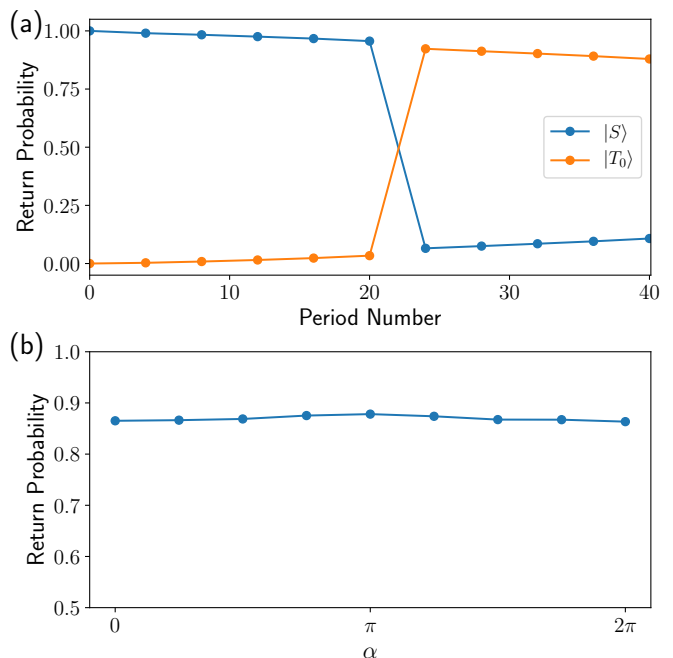 (a)
Return Probability
1.00
0.75
0.50
0.25
0.00
|S⟩
|T₀⟩
0 10 20 30 40
Period Number
(b)
Return Probability
1.0
0.9
0.8
0.7
0.6
0.5
0 π 2π
α